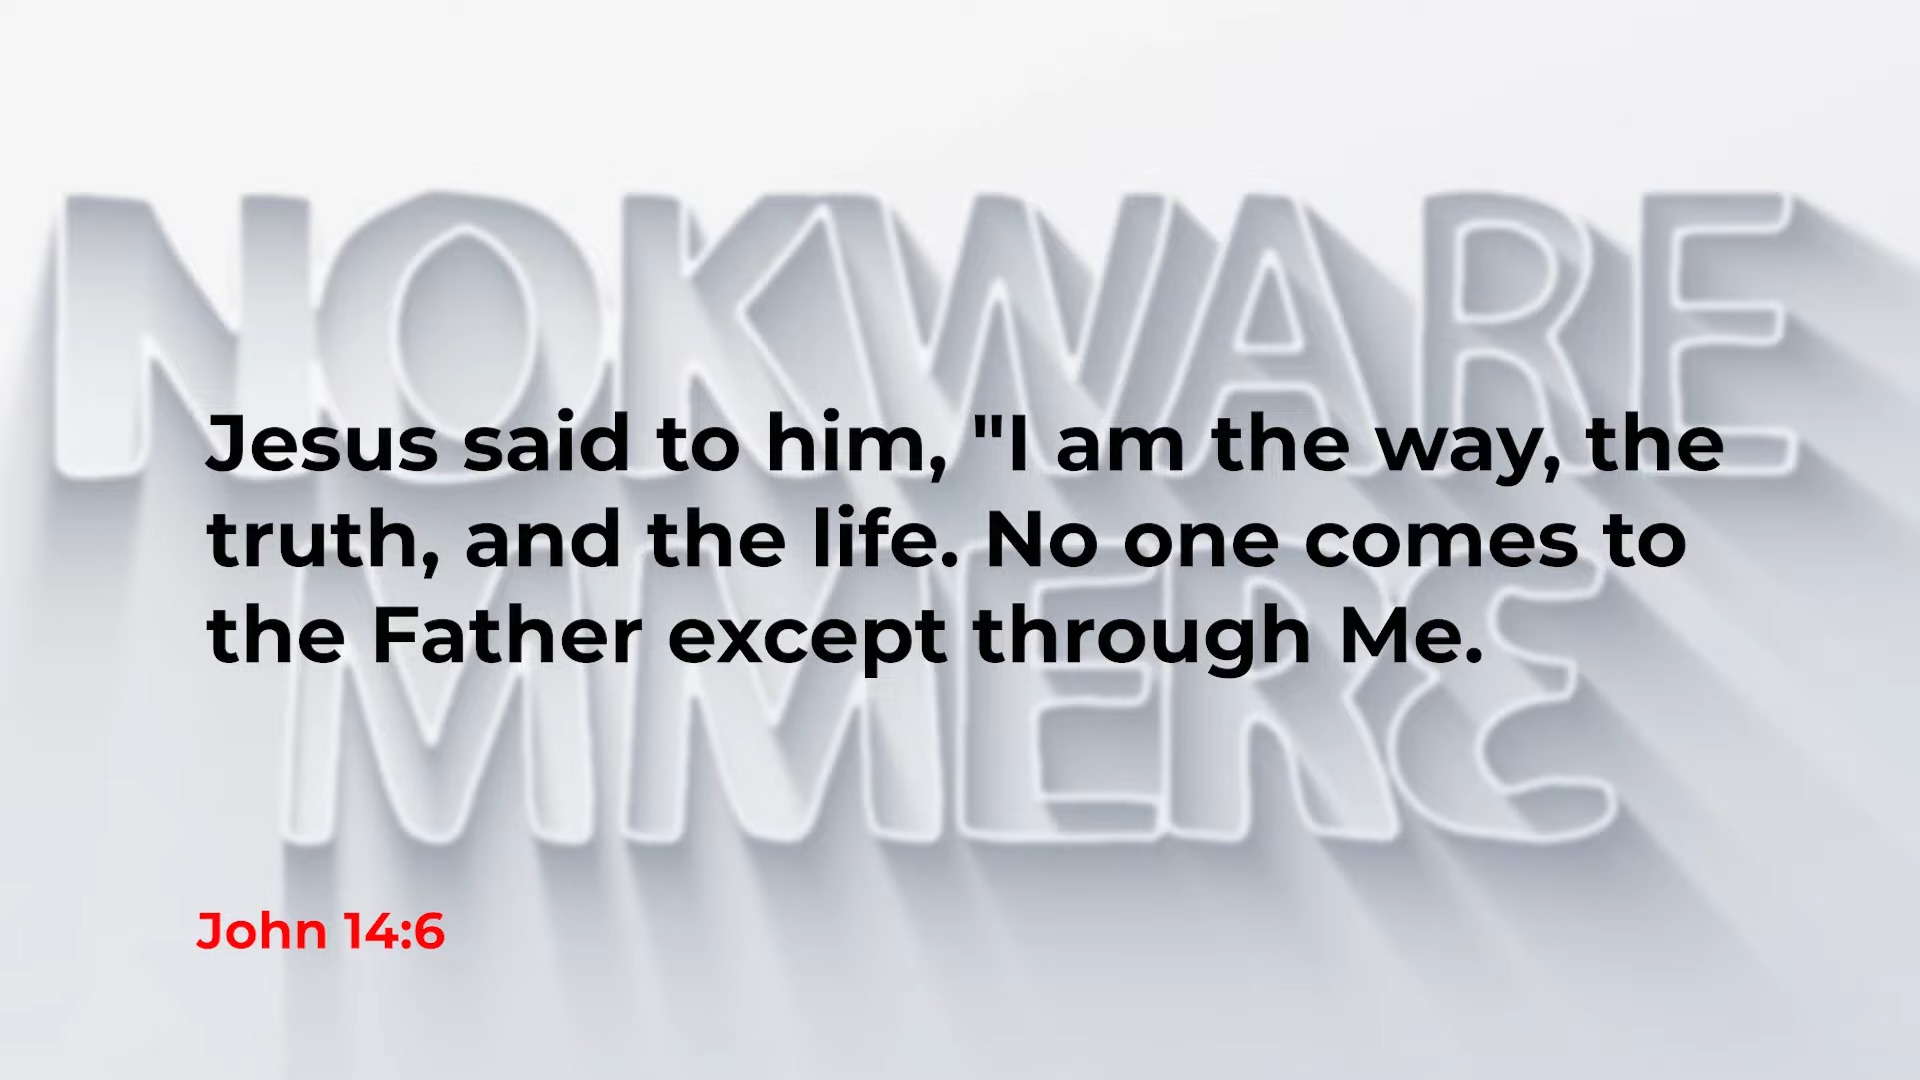 NOKWARE
MMERƐ
Jesus said to him, "I am the way, the
truth, and the life. No one comes to
the Father except through Me.
John 14:6